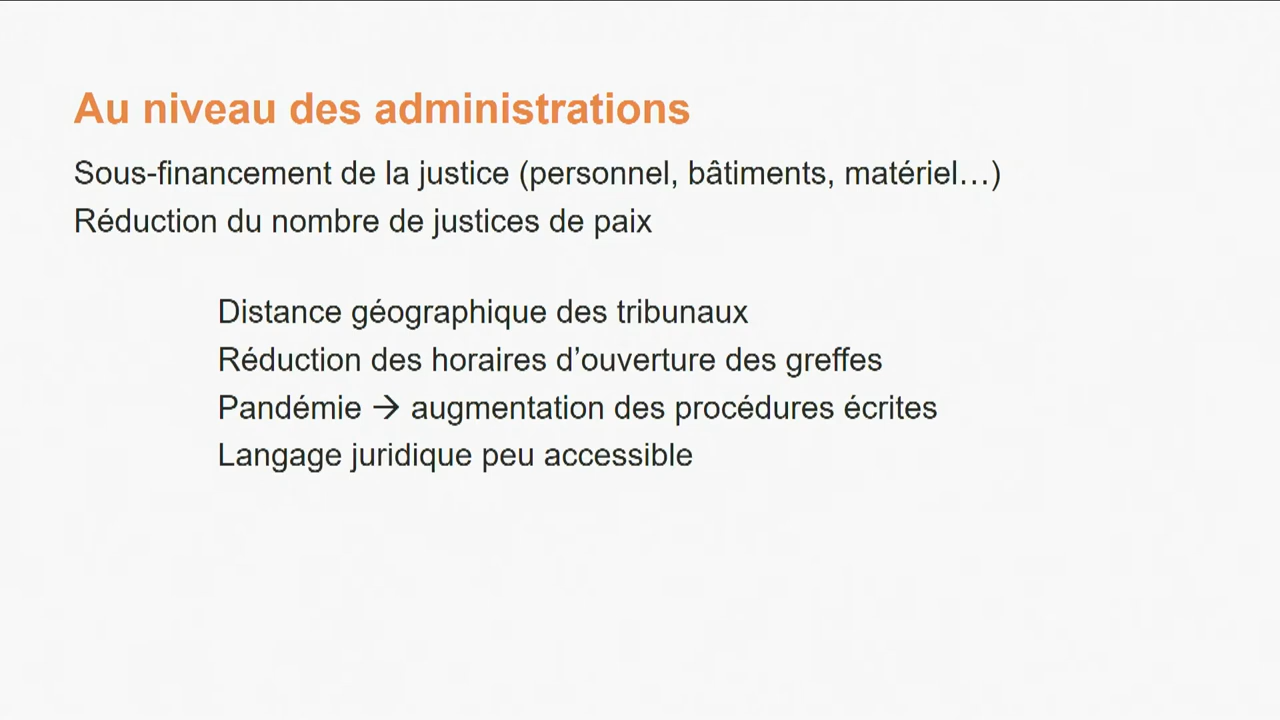 Au niveau des administrations
Sous-financement de la justice (personnel, bâtiments, matériel…)
Réduction du nombre de justices de paix
Distance géographique des tribunaux
Réduction des horaires d’ouverture des greffes
Pandémie → augmentation des procédures écrites
Langage juridique peu accessible